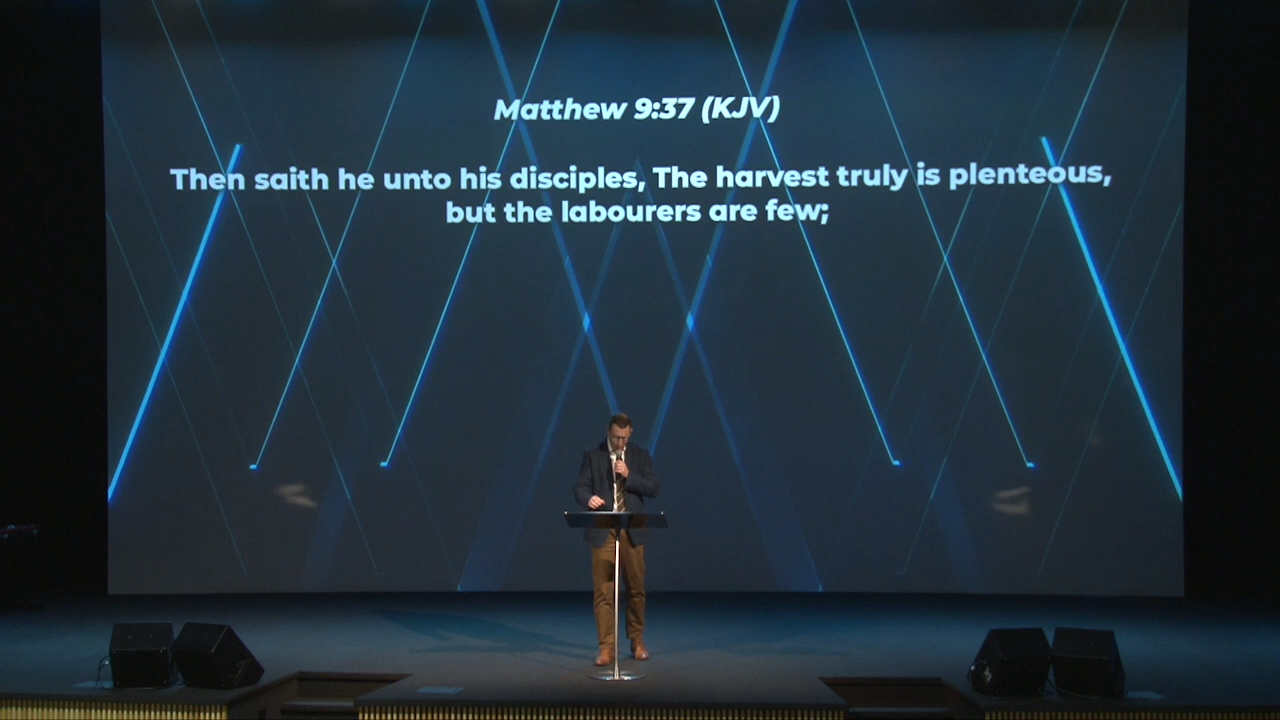 Matthew 9:37 (KJV)
Then saith he unto his disciples, The harvest truly is plenteous,
but the labourers are few;